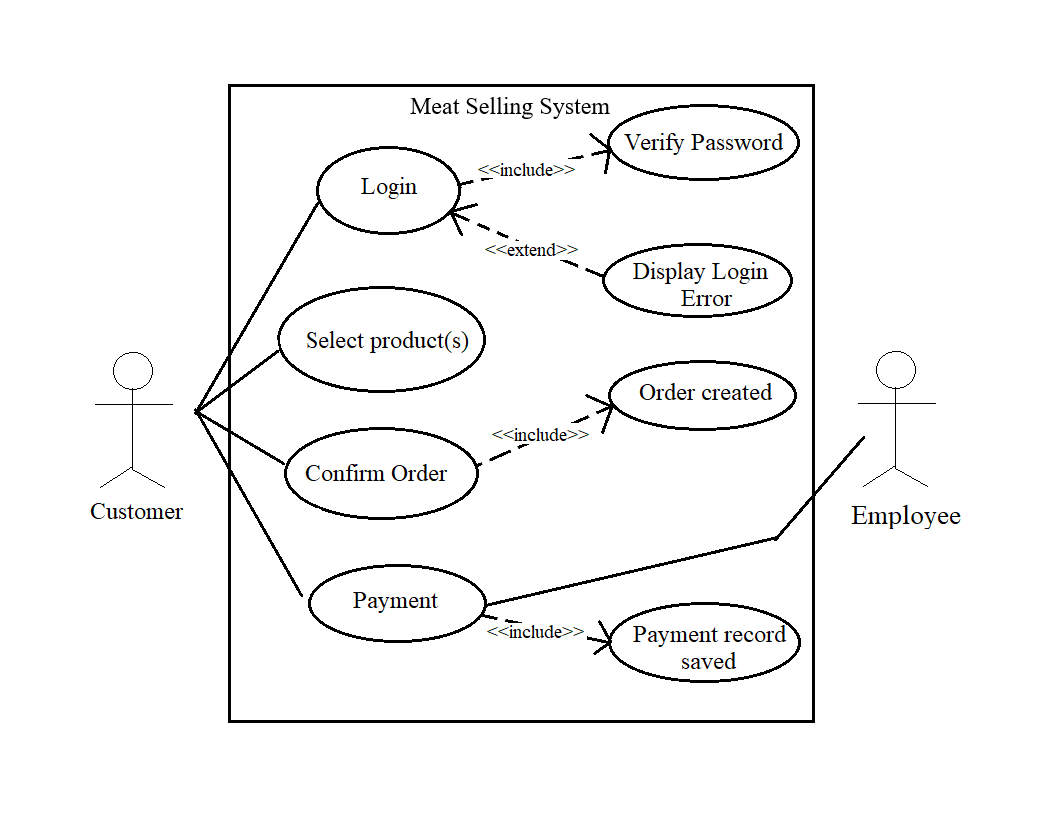 Meat Selling System
Verify Password
<<include>>
Login
<<extend>>
Display Login
Error
Select product(s)
Order created
<<include>>
Confirm Order
Customer
Employee
Payment
<<include>>
Payment record
saved